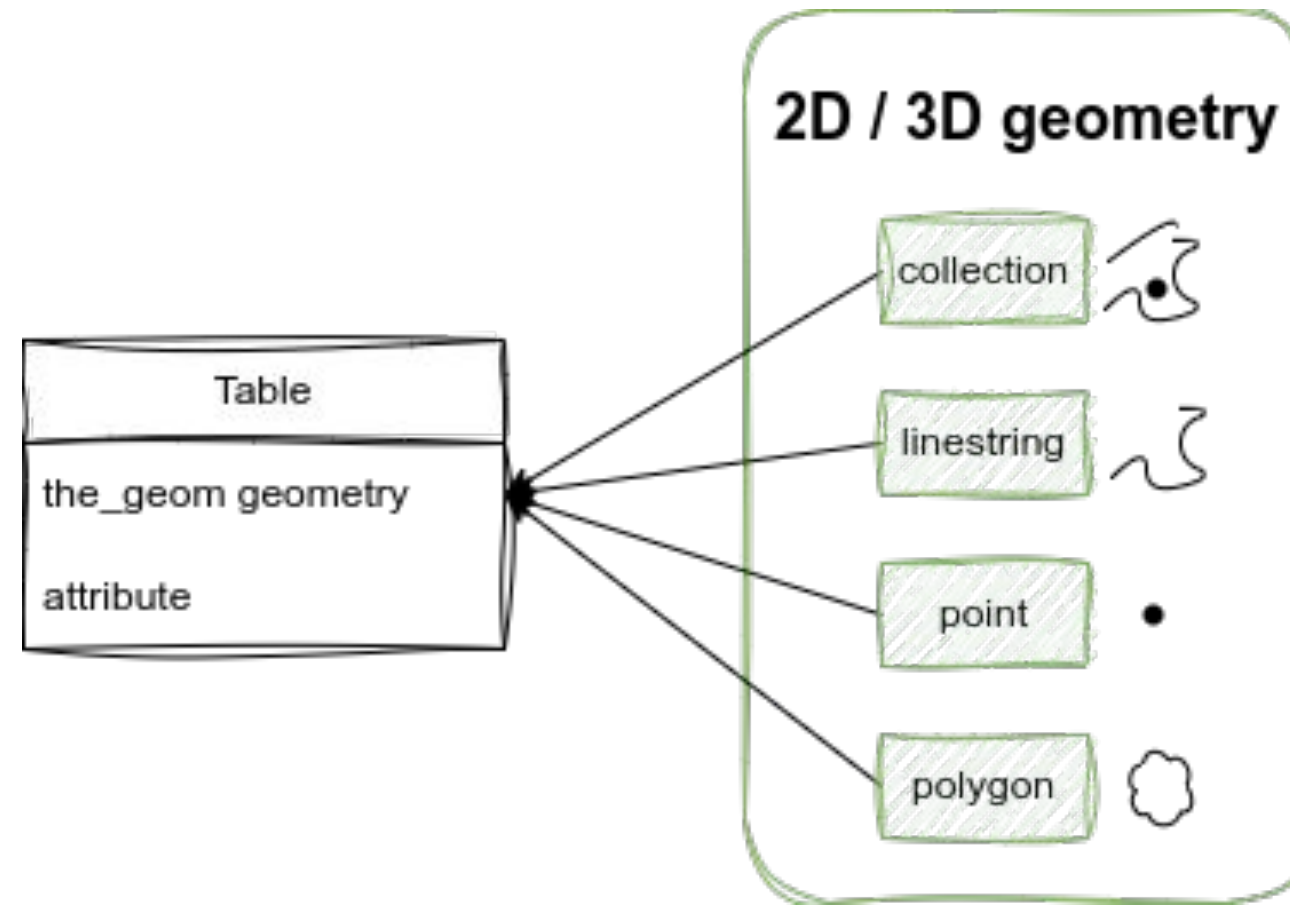 2D / 3D geometry
collection
Table
linestring
the_geom geometry
attribute
point
polygon